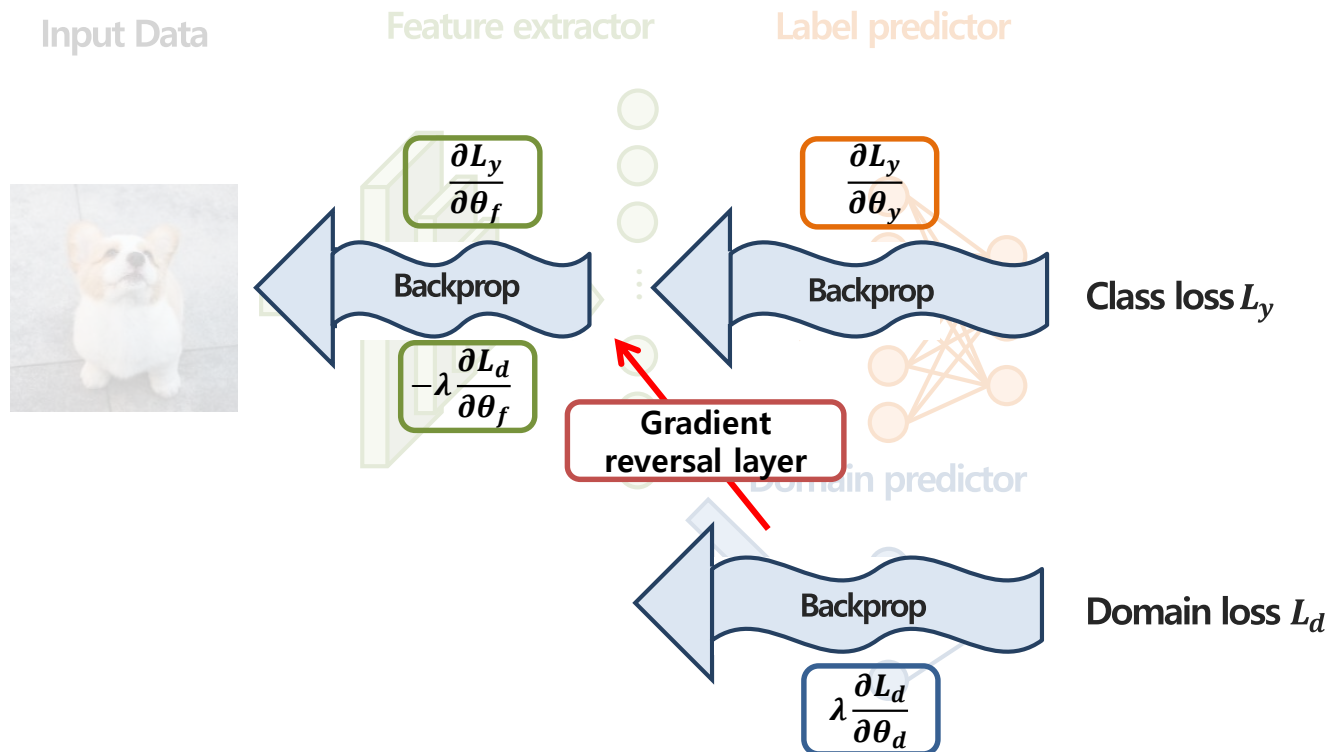 Input Data
Feature extractor
Label predictor
∂L_y
∂θ_f
∂L_y
∂θ_y
Backprop
Backprop
Class loss L_y
−λ ∂L_d
∂θ_f
Gradient
reversal layer
Domain predictor
Backprop
Domain loss L_d
λ ∂L_d
∂θ_d